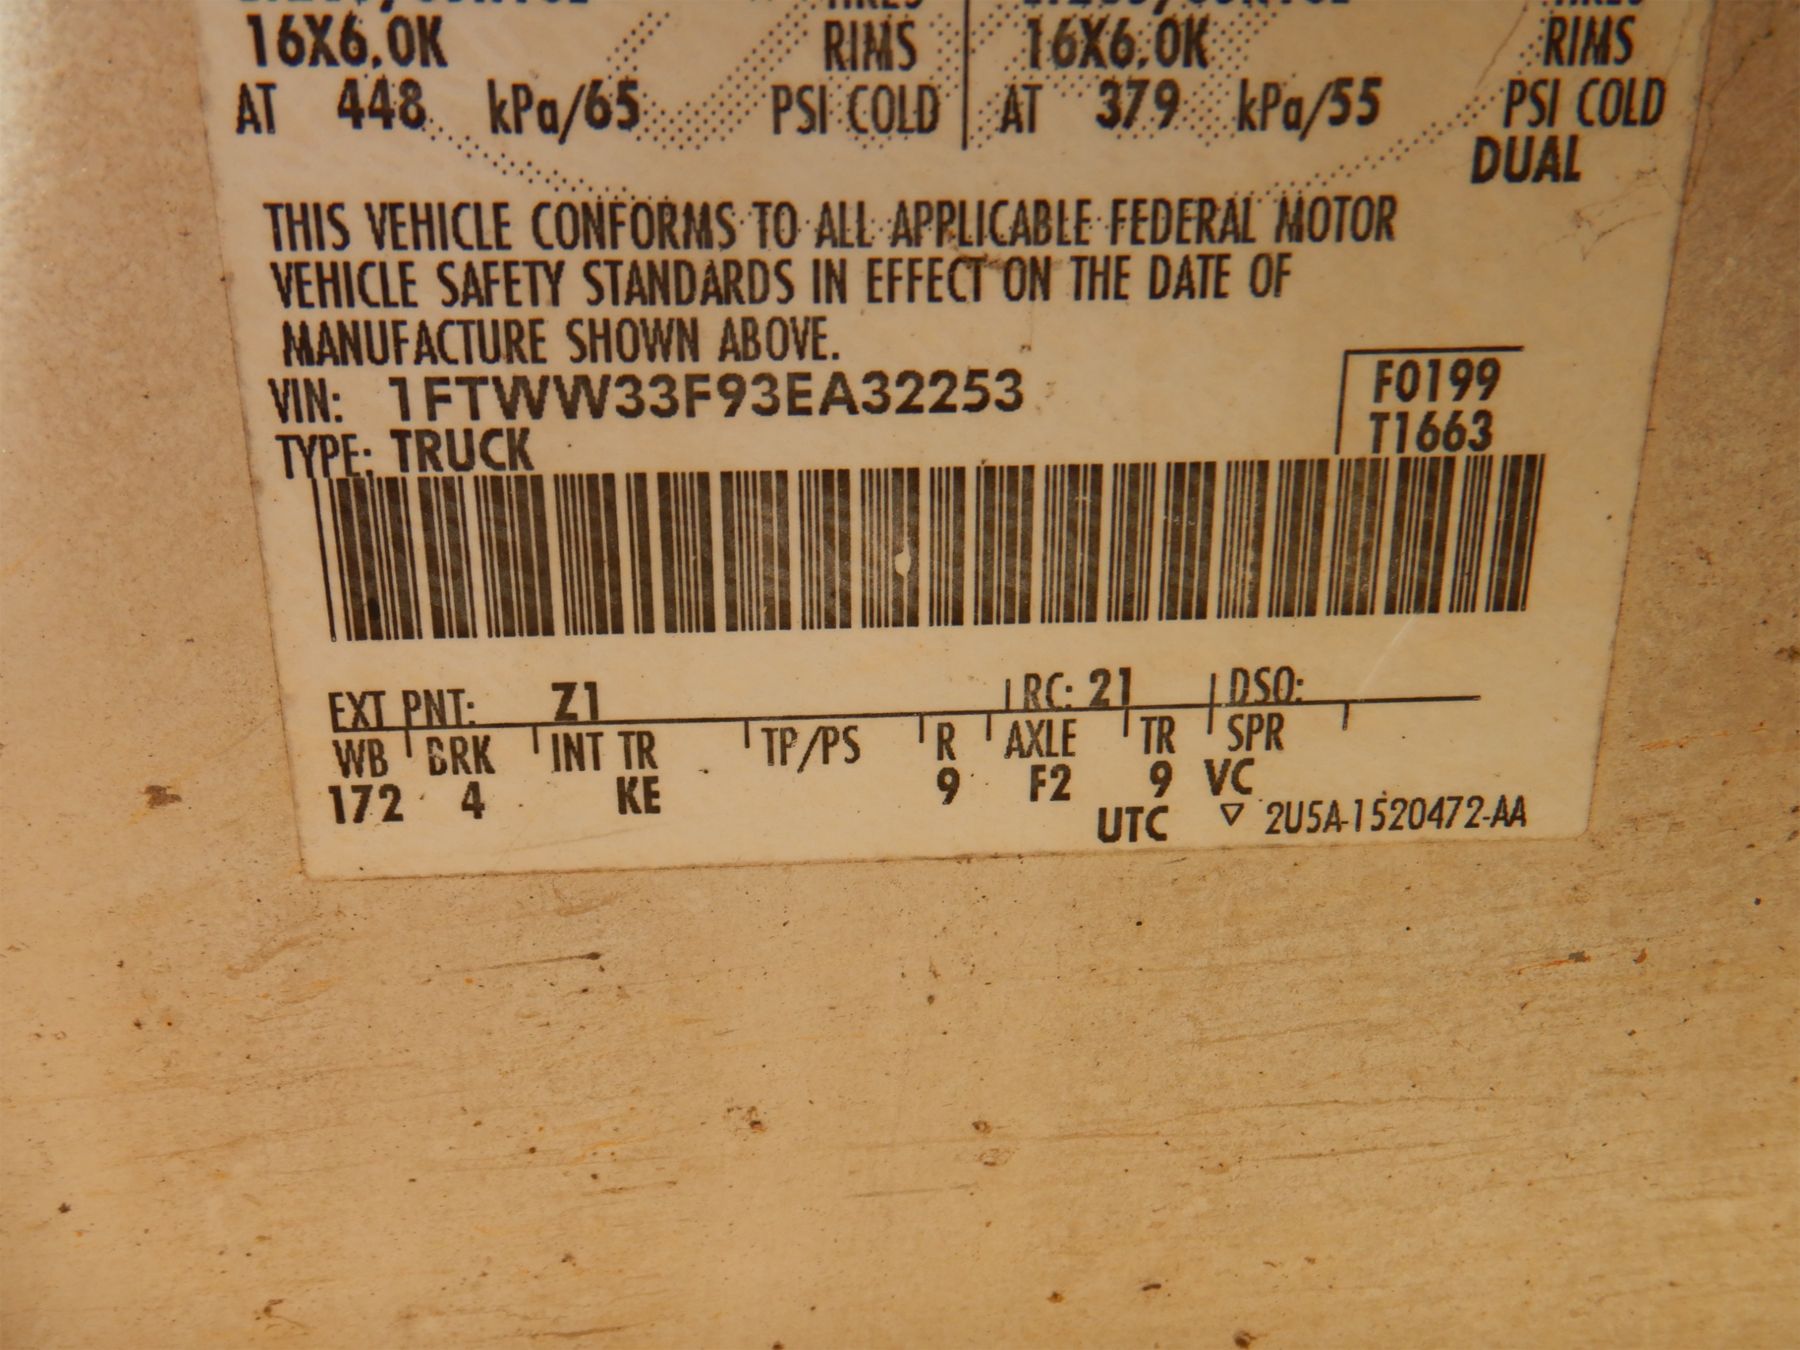 16X6.0K RIMS 16X6.0K RIMS
AT 448 kPa/65 PSI COLD AT 379 kPa/55 PSI COLD
DUAL
THIS VEHICLE CONFORMS TO ALL APPLICABLE FEDERAL MOTOR
VEHICLE SAFETY STANDARDS IN EFFECT ON THE DATE OF
MANUFACTURE SHOWN ABOVE.
VIN: 1FTWW33F93EA32253
F0199
TYPE: TRUCK
T1663
EXT PNT: Z1 RC: 21 DSO:
WB BRK INT TR TP/PS R AXLE TR SPR
172 4 KE 9 F2 9 VC
UTC ▽ 2U5A-1520472-AA